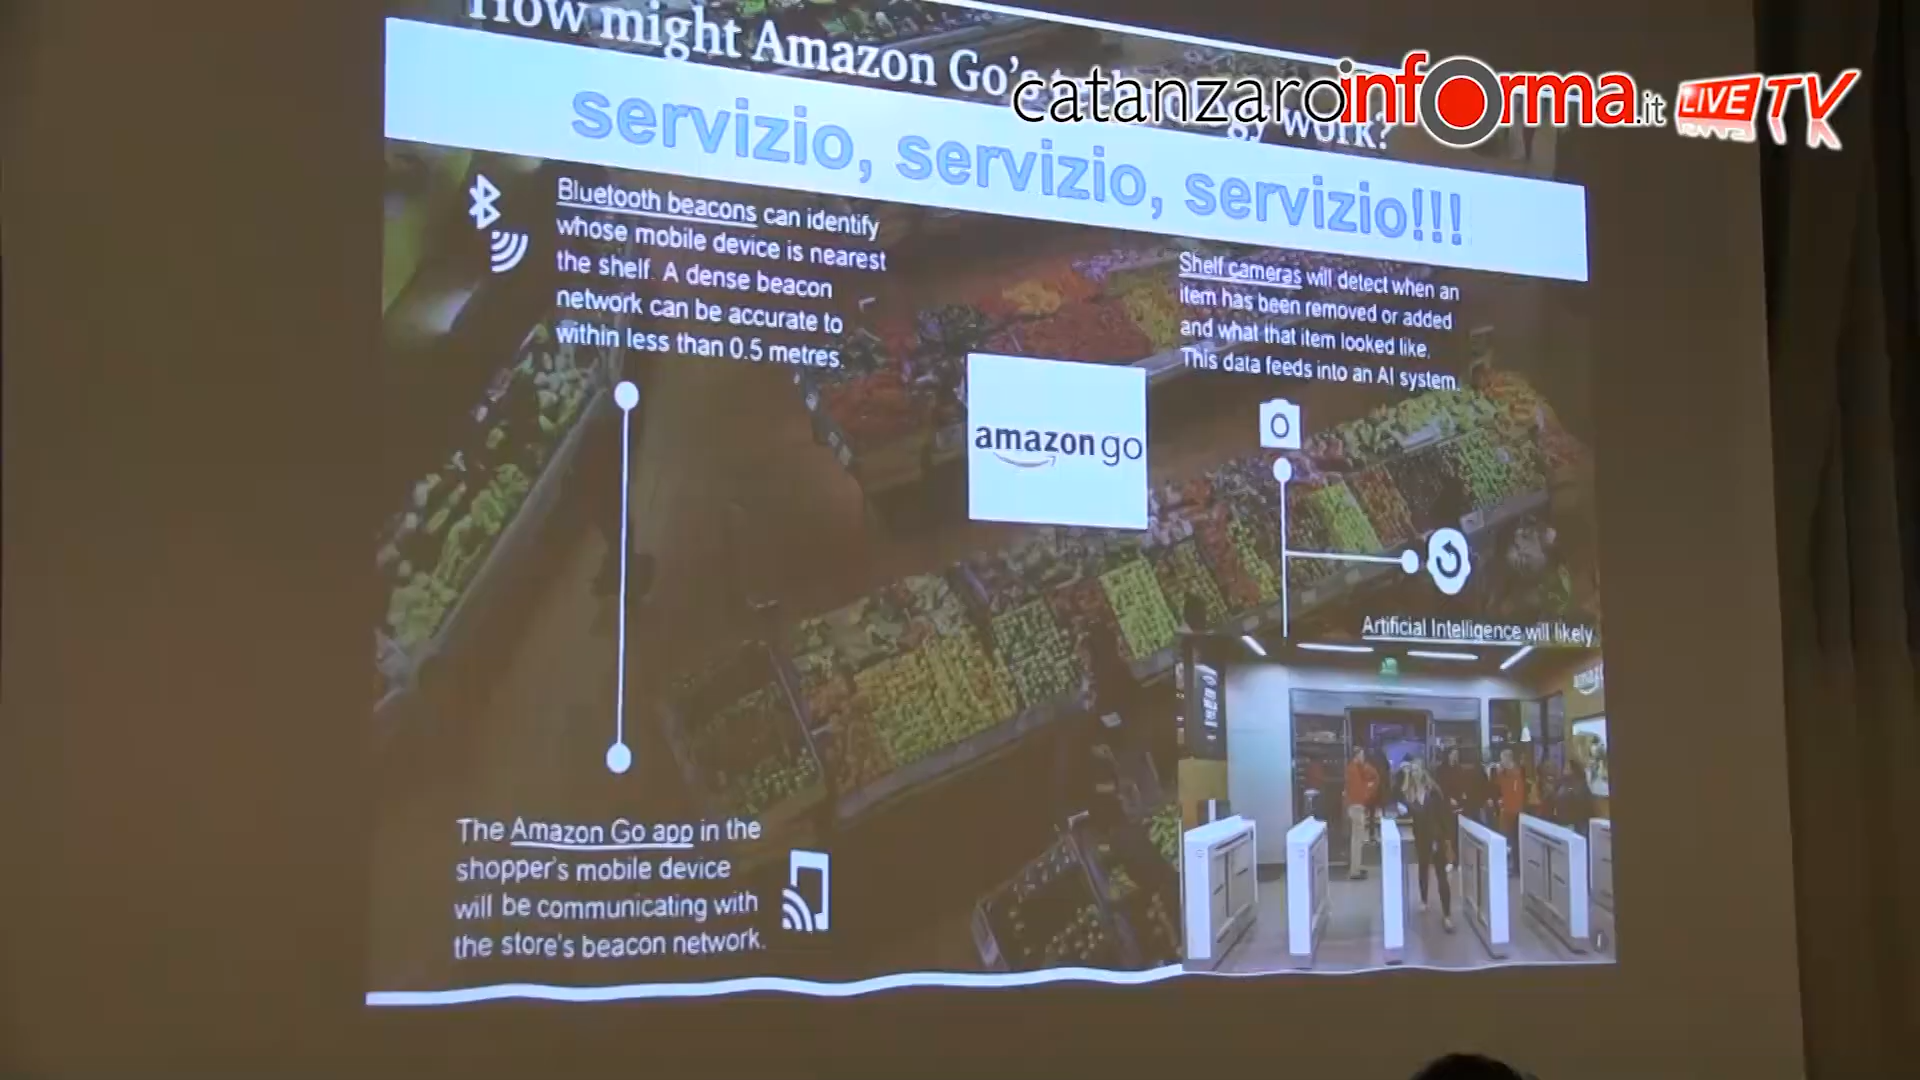 How might Amazon Go's technology work?
catanzaroinforma.it LIVE TV
servizio, servizio, servizio!!!
Bluetooth beacons can identify
whose mobile device is nearest
the shelf. A dense beacon
network can be accurate to
within less than 0.5 metres.
Shelf cameras will detect when an
item has been removed or added
and what that item looked like.
This data feeds into an AI system.
amazon go
Artificial Intelligence will likely
The Amazon Go app in the
shopper's mobile device
will be communicating with
the store's beacon network.